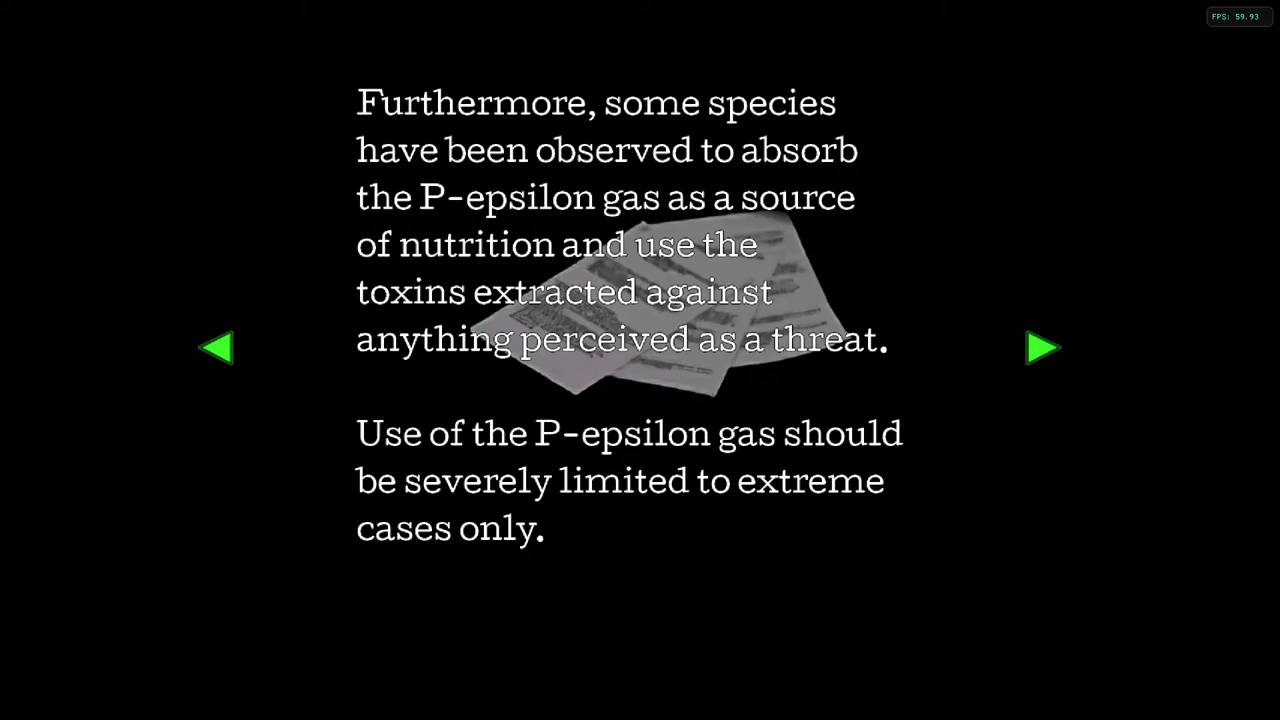 FPS: 59.93
Furthermore, some species
have been observed to absorb
the P-epsilon gas as a source
of nutrition and use the
toxins extracted against
anything perceived as a threat.
Use of the P-epsilon gas should
be severely limited to extreme
cases only.